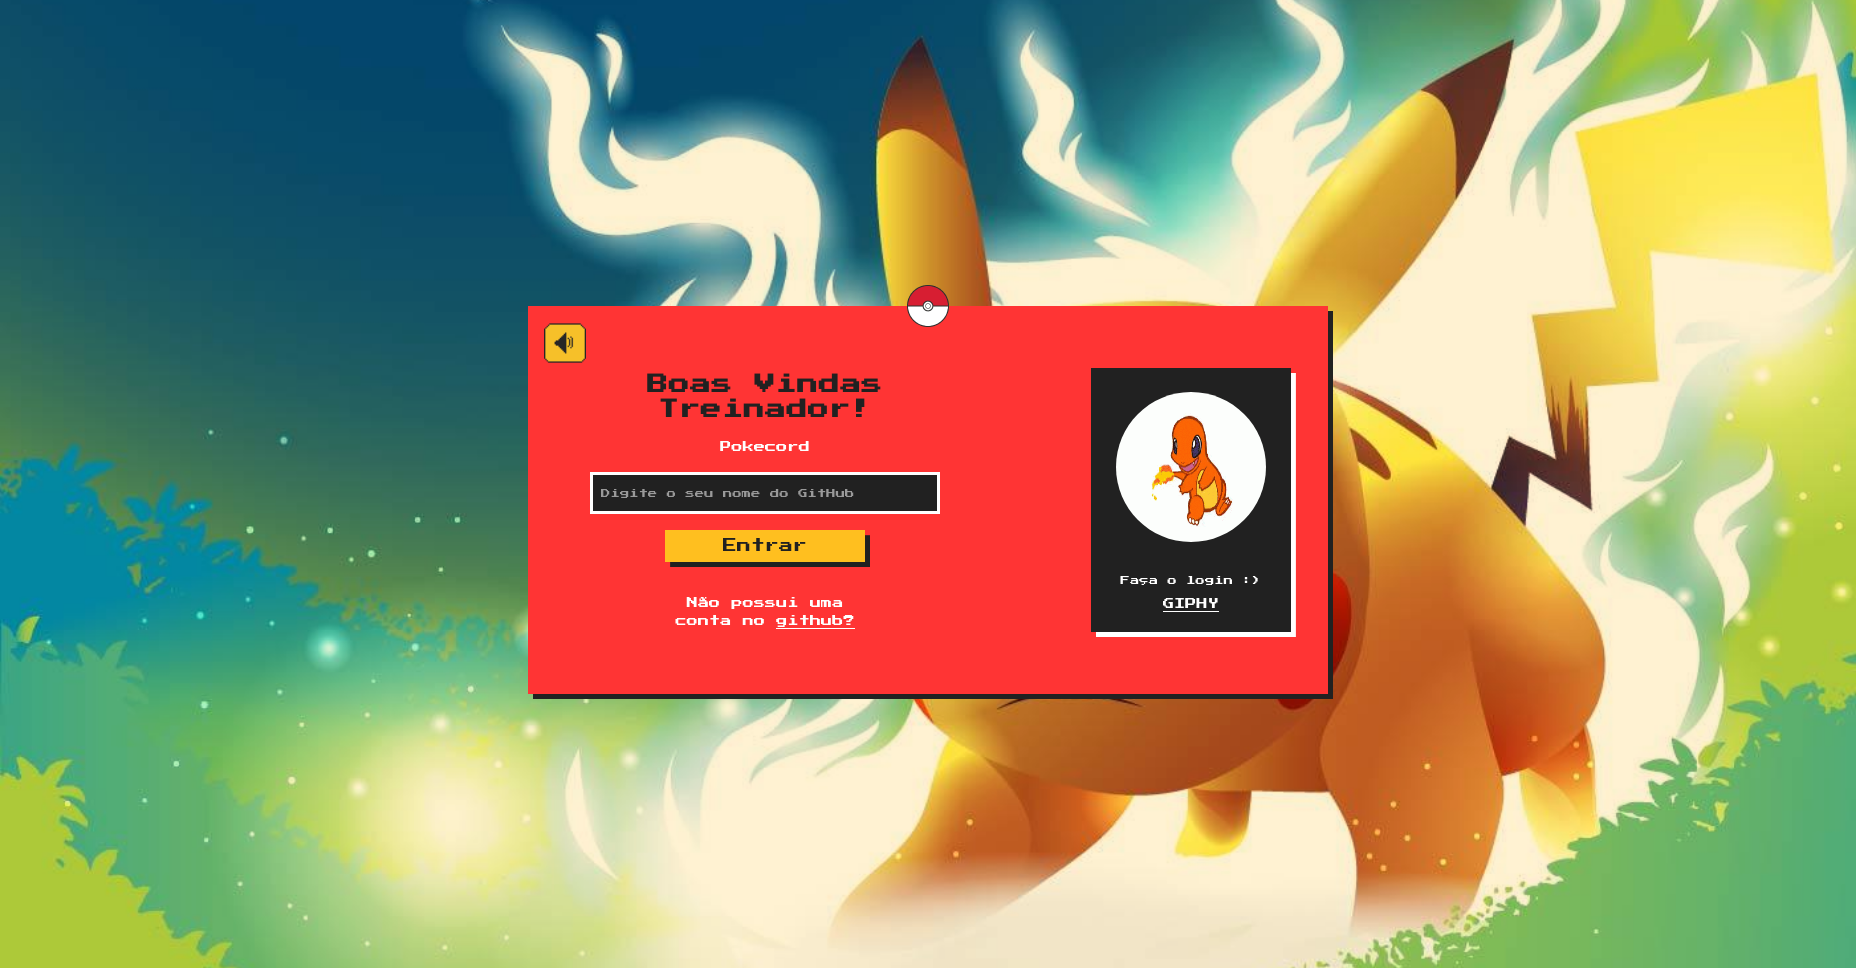 Boas Vindas
Treinador!
Pokecord
Digite o seu nome do GitHub
Entrar
Não possui uma
conta no github?
Faça o login :)
GIPHY